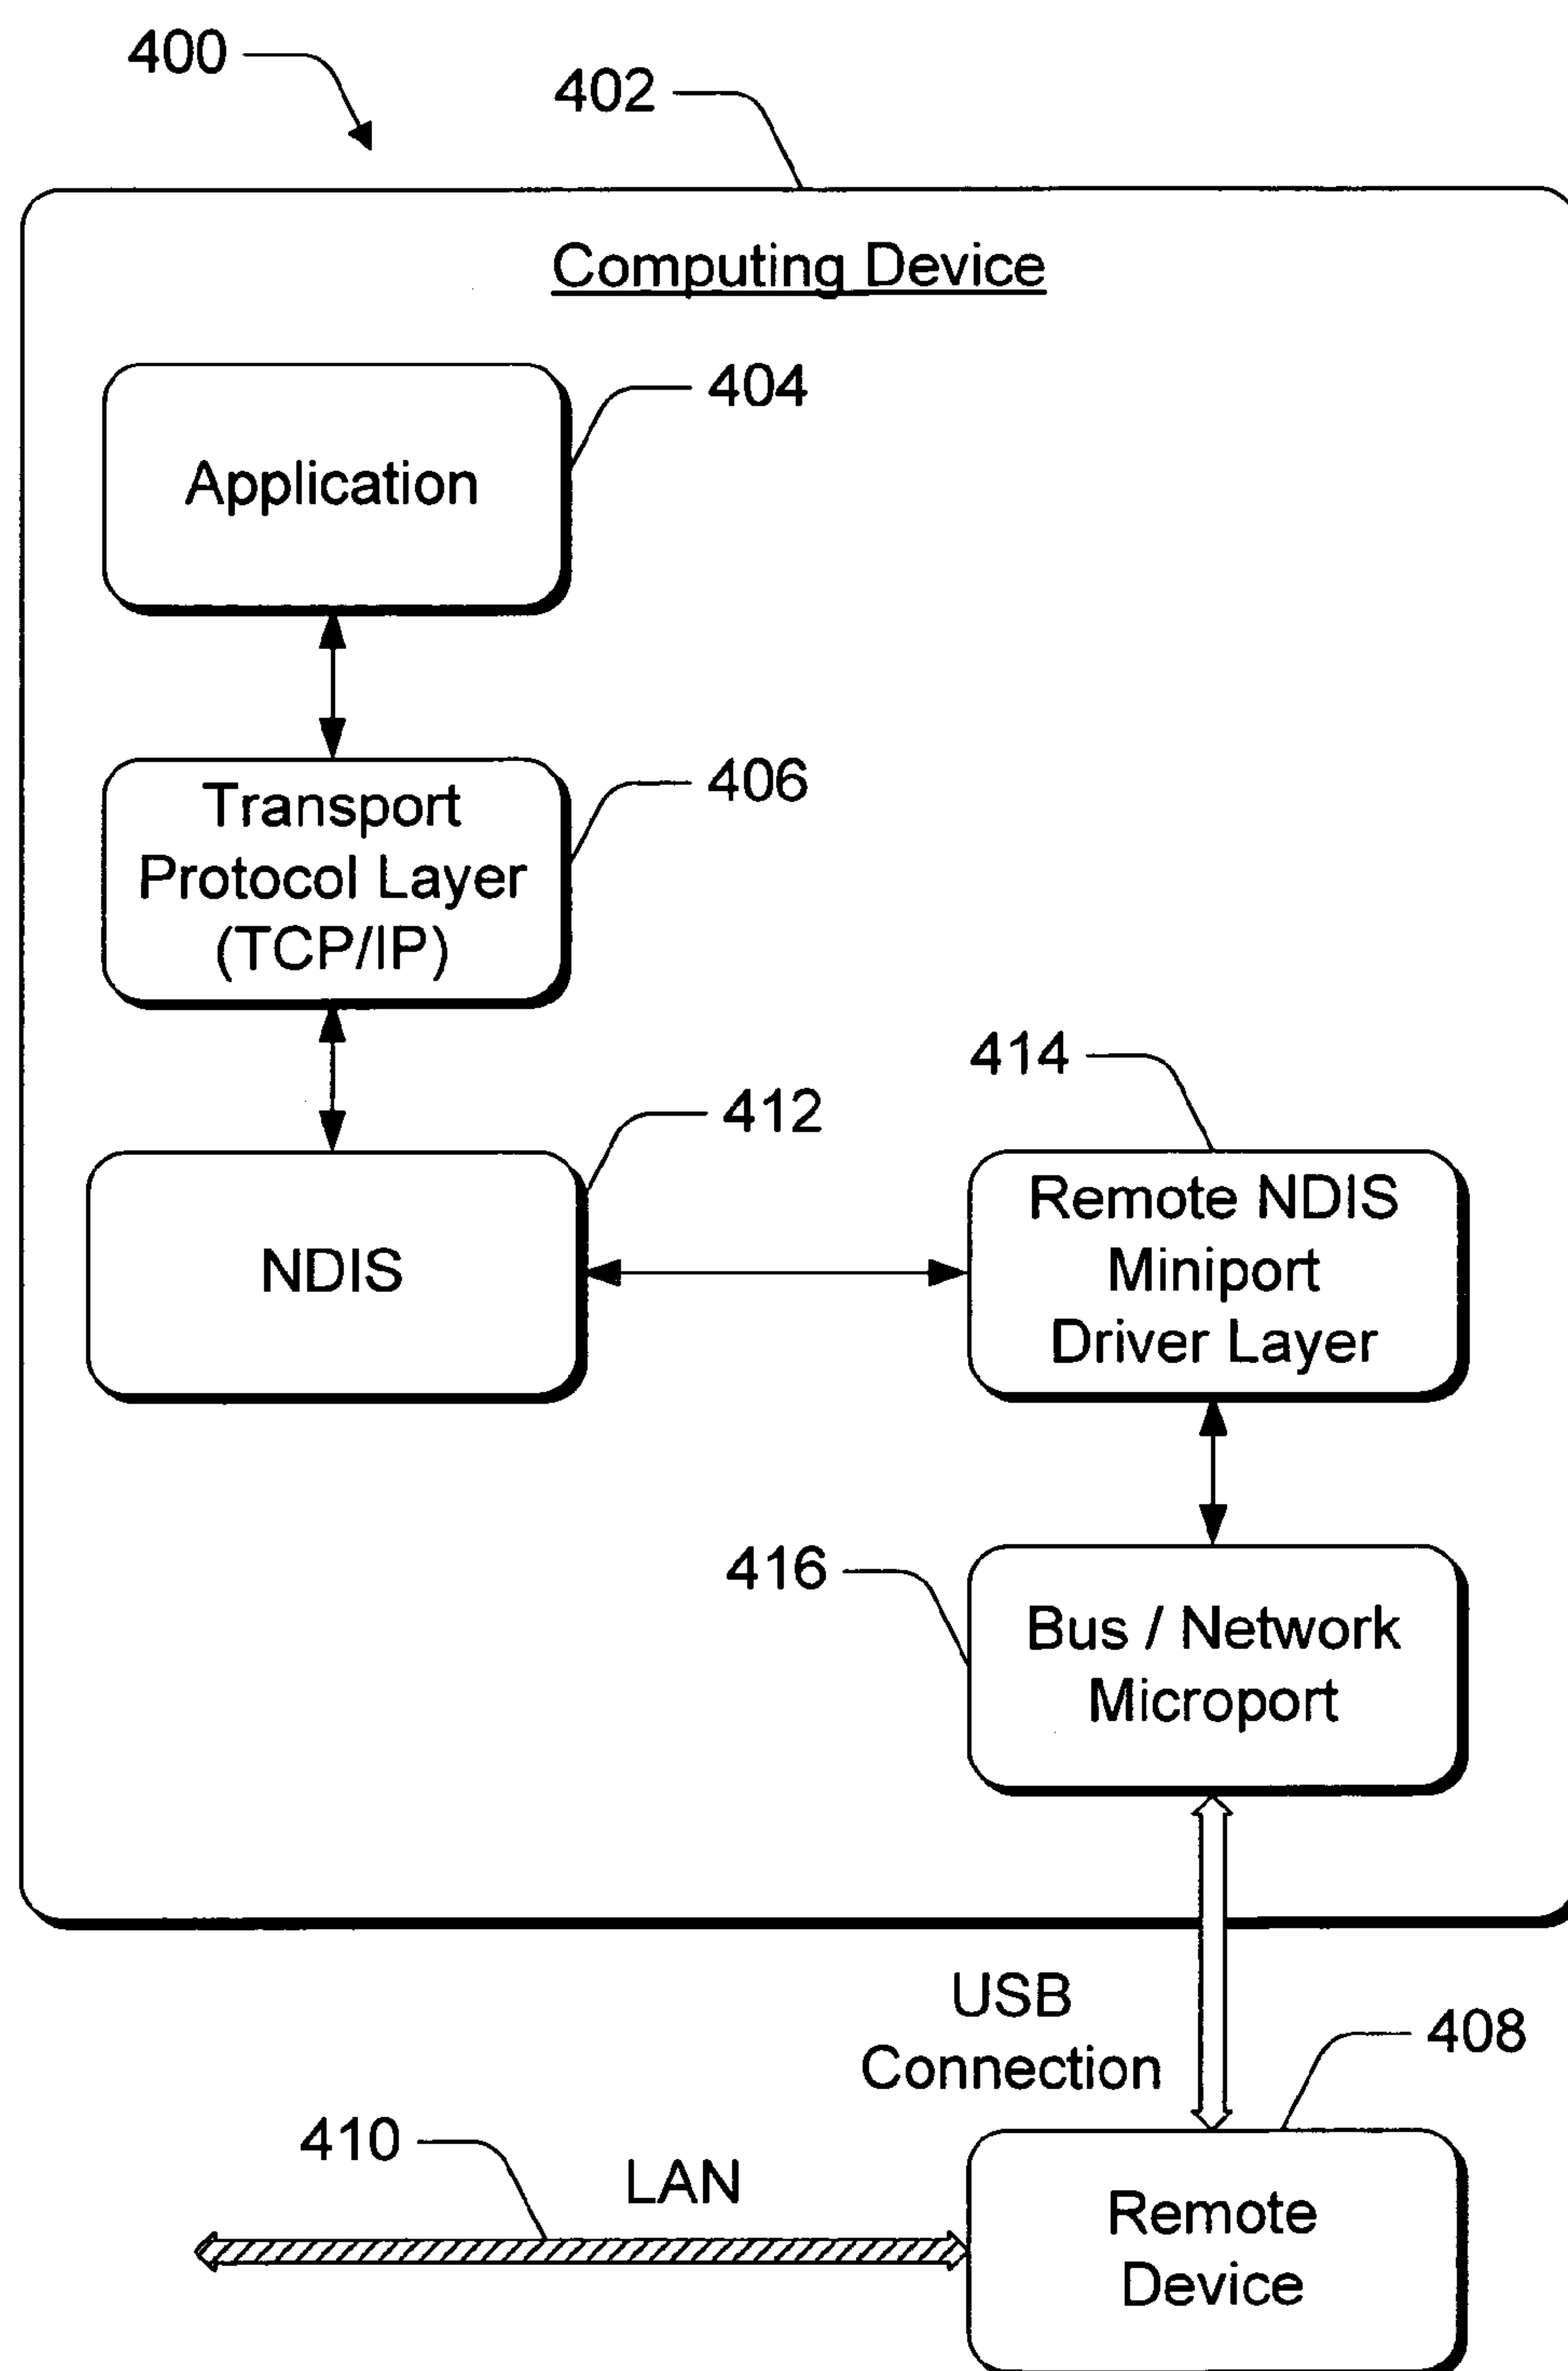 400
402
Computing Device
404
Application
406
Transport
Protocol Layer
(TCP/IP)
414
412
NDIS
Remote NDIS
Miniport
Driver Layer
416
Bus / Network
Microport
USB
Connection
408
410
LAN
Remote
Device